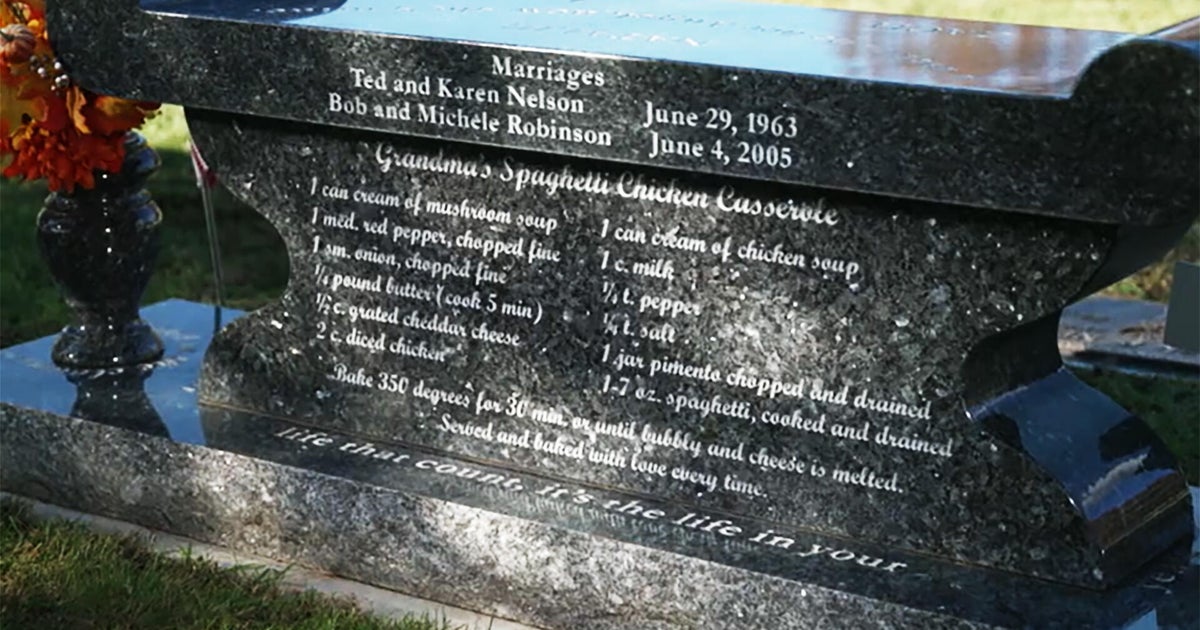 Marriages
Ted and Karen Nelson June 29, 1963
Bob and Michele Robinson June 4, 2005
Grandma's Spaghetti Chicken Casserole
1 can cream of mushroom soup
1 med. red pepper, chopped fine
1 sm. onion, chopped fine
¼ pound butter (cook 5 min)
½ c. grated cheddar cheese
2 c. diced chicken
1 can cream of chicken soup
1 c. milk
¼ t. pepper
¼ t. salt
1 jar pimento chopped and drained
1-7 oz. spaghetti, cooked and drained
Bake 350 degrees for 30 min. or until bubbly and cheese is melted.
Served and baked with love every time.
life that count, it's the life in your